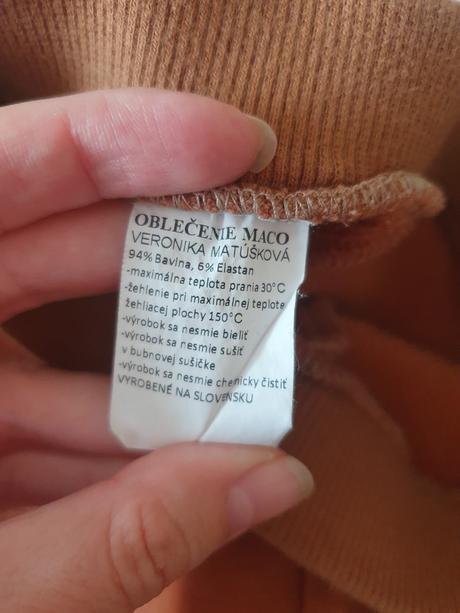 OBLEČENIE MACO
VERONIKA MATÚŠKOVÁ
94% Bavlna, 6% Elastan
-maximálna teplota prania 30°C
-žehlenie pri maximálnej teplote
žehliacej plochy 150°C
-výrobok sa nesmie bieliť
-výrobok sa nesmie sušiť
v bubnovej sušičke
-výrobok sa nesmie chemicky čistiť
VYROBENÉ NA SLOVENSKU